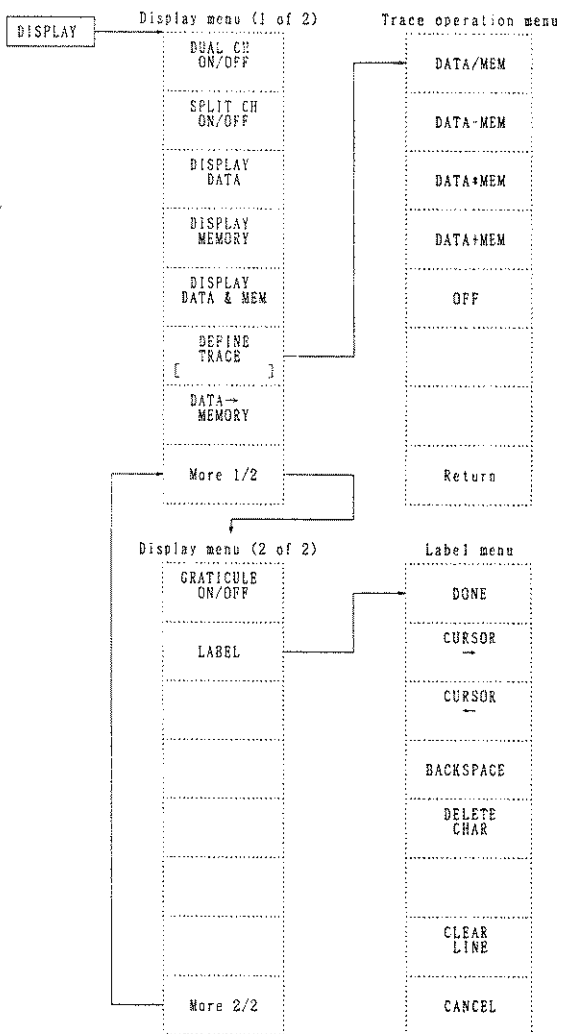 DISPLAY
Display menu (1 of 2)
DUAL CH
ON/OFF
SPLIT CH
ON/OFF
DISPLAY
DATA
DISPLAY
MEMORY
DISPLAY
DATA & MEM
DEFINE
TRACE
[ ]
DATA→
MEMORY
More 1/2
Trace operation menu
DATA/MEM
DATA-MEM
DATA*MEM
DATA+MEM
OFF
Return
Display menu (2 of 2)
GRATICULE
ON/OFF
LABEL
More 2/2
Label menu
DONE
CURSOR
→
CURSOR
←
BACKSPACE
DELETE
CHAR
CLEAR
LINE
CANCEL